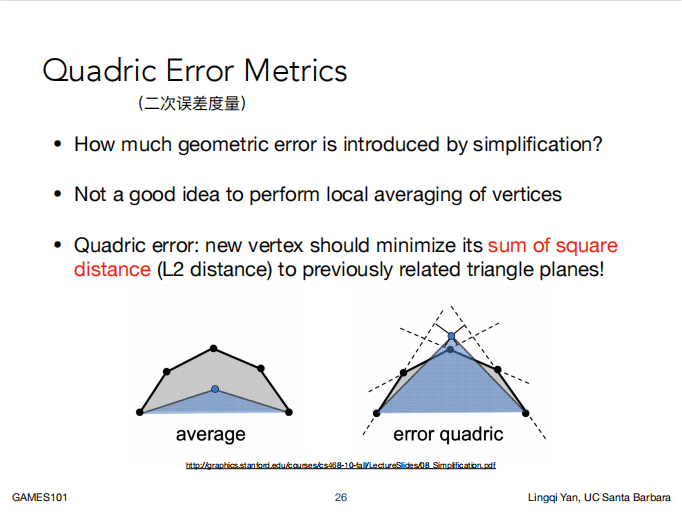 Quadric Error Metrics
（二次误差度量）
• How much geometric error is introduced by simplification?
• Not a good idea to perform local averaging of vertices
• Quadric error: new vertex should minimize its sum of square
distance (L2 distance) to previously related triangle planes!
average
error quadric
http://graphics.stanford.edu/courses/cs468-10-fall/LectureSlides/08_Simplification.pdf
GAMES101
26
Lingqi Yan, UC Santa Barbara